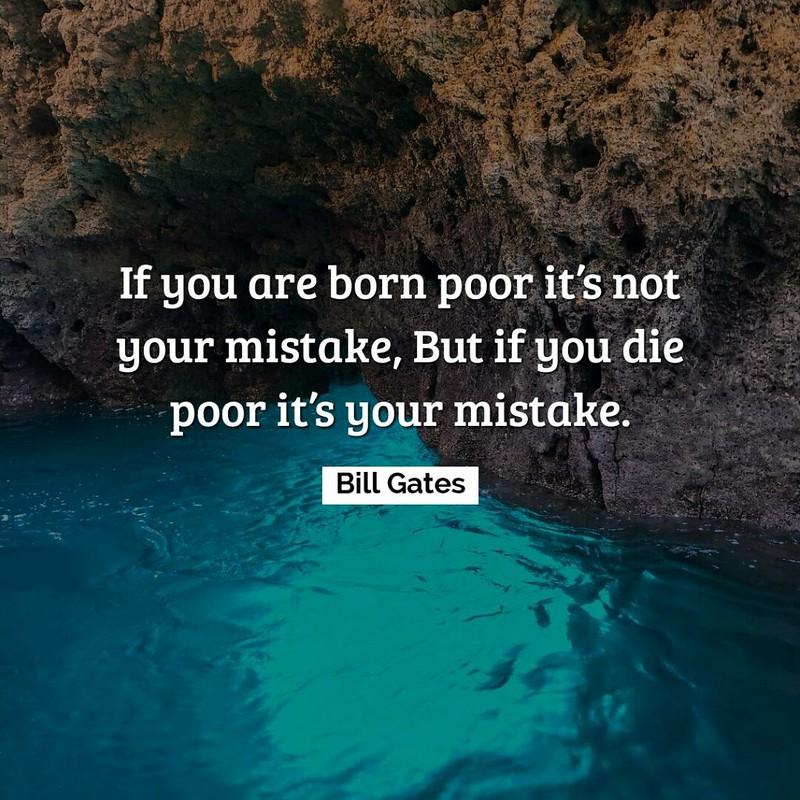 If you are born poor it's not
your mistake, But if you die
poor it's your mistake.
Bill Gates